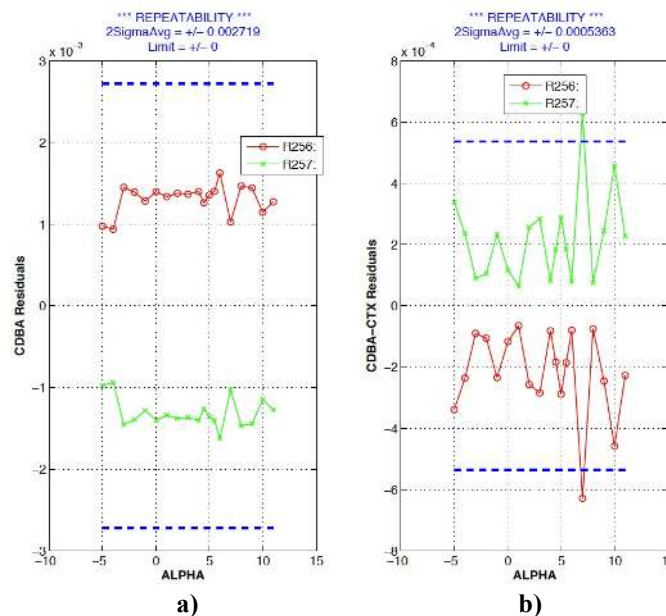 *** REPEATABILITY ***
2SigmaAvg = +/− 0.002719
Limit = +/− 0
x 10⁻³
3
2
1
0
−1
−2
−3
CDBA Residuals
R256:
R257:
−10
−5
0
5
10
15
ALPHA
a)
*** REPEATABILITY ***
2SigmaAvg = +/− 0.0005363
Limit = +/− 0
x 10⁻⁴
8
6
4
2
0
−2
−4
−6
−8
CDBA−CTX Residuals
R256:
R257:
−10
−5
0
5
10
15
ALPHA
b)